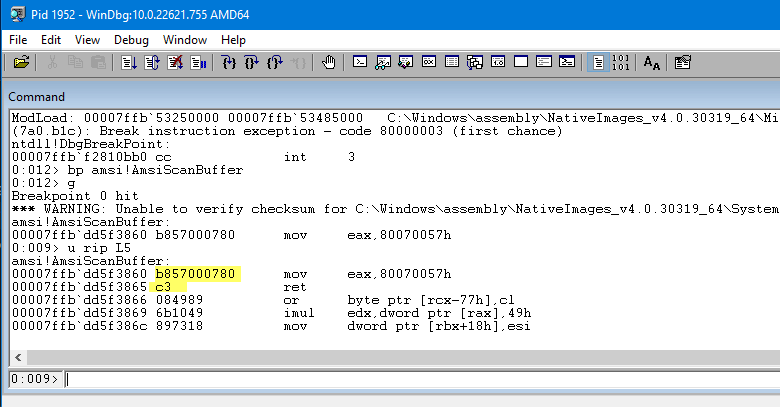 Pid 1952 - WinDbg:10.0.22621.755 AMD64
File Edit View Debug Window Help
101
101
AA
Command
ModLoad: 00007ffb`53250000 00007ffb`53485000   C:\Windows\assembly\NativeImages_v4.0.30319_64\Mi
(7a0.b1c): Break instruction exception - code 80000003 (first chance)
ntdll!DbgBreakPoint:
00007ffb`f2810bb0 cc              int     3
0:012> bp amsi!AmsiScanBuffer
0:012> g
Breakpoint 0 hit
*** WARNING: Unable to verify checksum for C:\Windows\assembly\NativeImages_v4.0.30319_64\System
amsi!AmsiScanBuffer:
00007ffb`dd5f3860 b857000780      mov     eax,80070057h
0:009> u rip L5
amsi!AmsiScanBuffer:
00007ffb`dd5f3860 b857000780      mov     eax,80070057h
00007ffb`dd5f3865 c3              ret
00007ffb`dd5f3866 084989          or      byte ptr [rcx-77h],cl
00007ffb`dd5f3869 6b1049          imul    edx,dword ptr [rax],49h
00007ffb`dd5f386c 897318          mov     dword ptr [rbx+18h],esi
0:009>